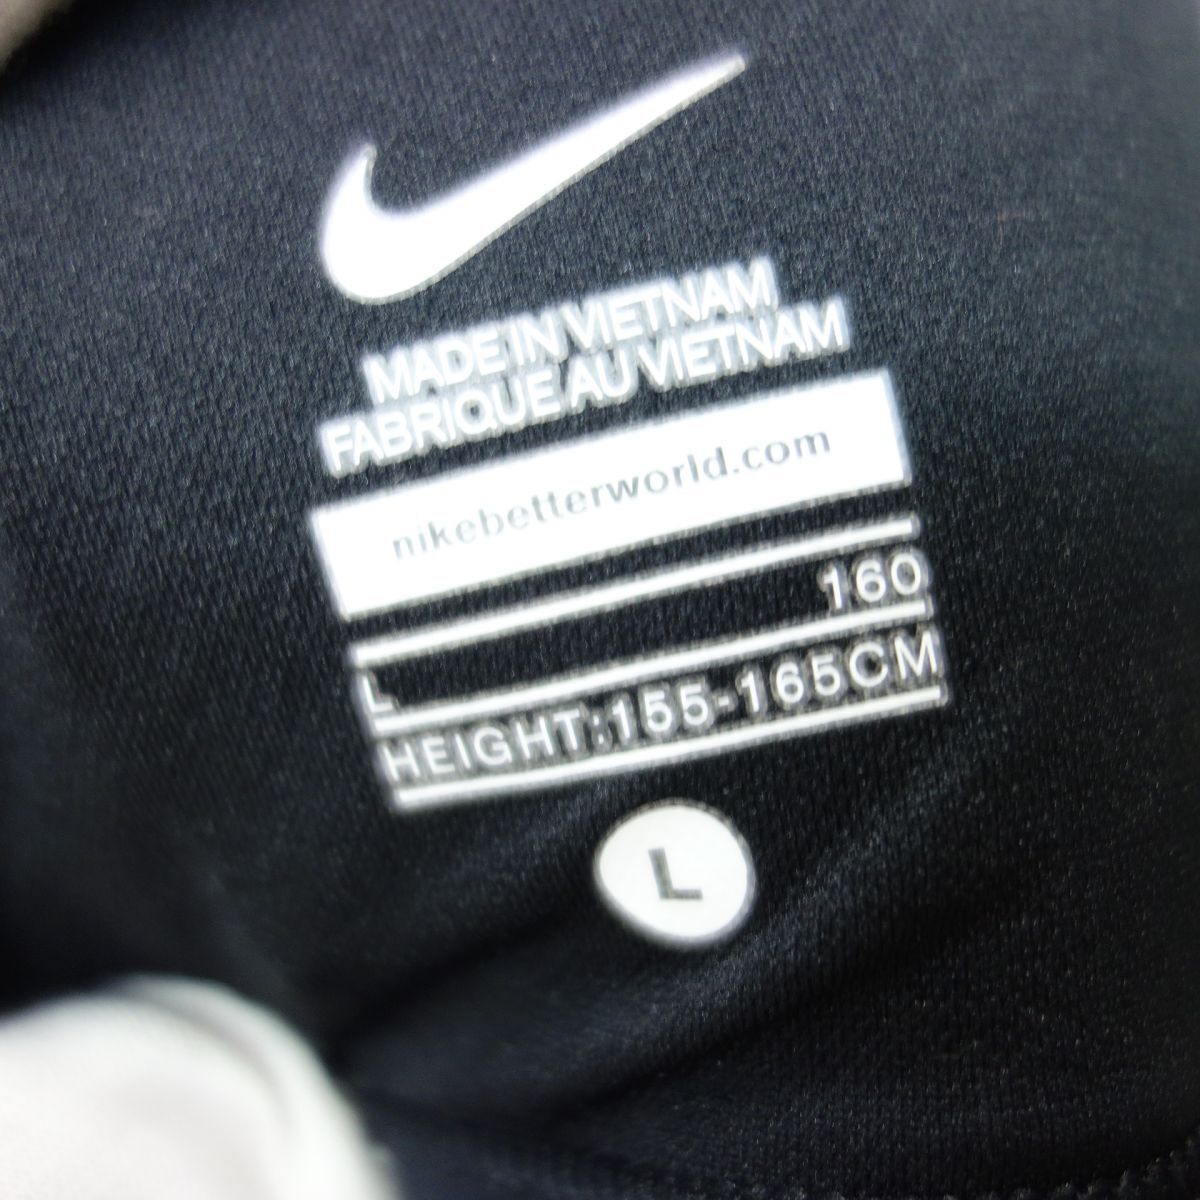 MADE IN VIETNAM
FABRIQUE AU VIETNAM
nikebetterworld.com
L 160
HEIGHT:155-165CM
L